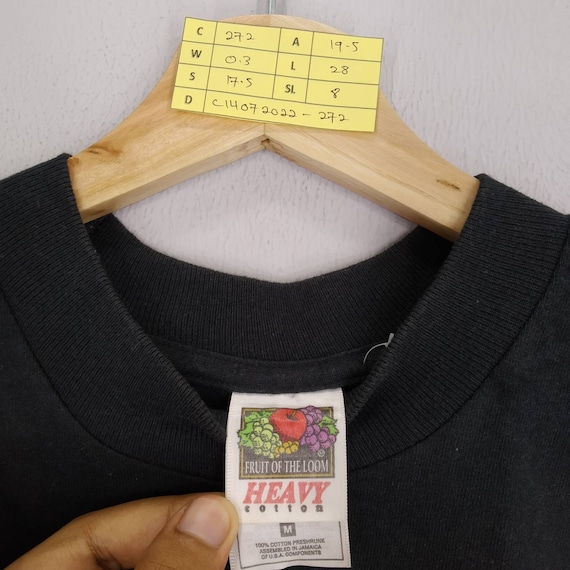 C 272 A 19.5
W 0.3 L 28
S 17.5 SL 8
D C14072022-272
FRUIT OF THE LOOM ®
HEAVY
cotton
M
100% COTTON PRESHRUNK
ASSEMBLED IN JAMAICA
OF U.S.A. COMPONENTS